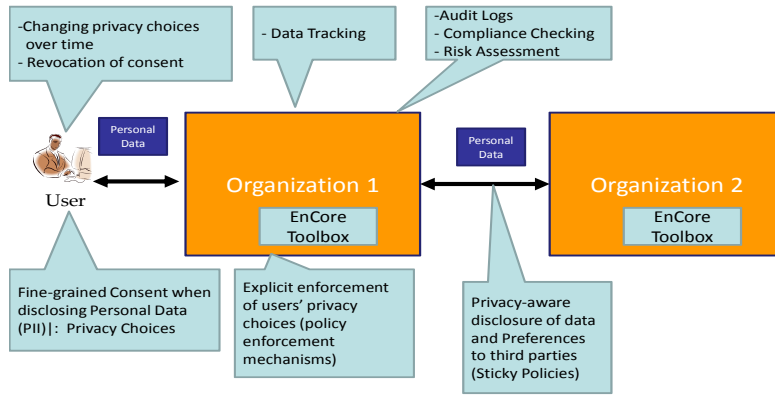 -Changing privacy choices
over time
- Revocation of consent
- Data Tracking
-Audit Logs
- Compliance Checking
- Risk Assessment
Personal
Data
Personal
Data
User
Organization 1
EnCore
Toolbox
Organization 2
EnCore
Toolbox
Fine-grained Consent when
disclosing Personal Data
(PII)|: Privacy Choices
Explicit enforcement
of users’ privacy
choices (policy
enforcement
mechanisms)
Privacy-aware
disclosure of data
and Preferences
to third parties
(Sticky Policies)